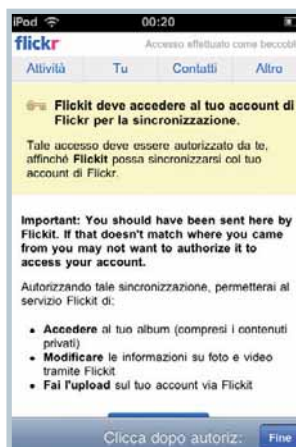 iPod 00:20
flickr Accesso effettuato come beccobl
Attività Tu Contatti Altro
Flickit deve accedere al tuo account di
Flickr per la sincronizzazione.
Tale accesso deve essere autorizzato da te,
affinché Flickit possa sincronizzarsi col tuo
account di Flickr.
Important: You should have been sent here by
Flickit. If that doesn't match where you came
from you may not want to authorize it to
access your account.
Autorizzando tale sincronizzazione, permetterai al
servizio Flickit di:
• Accedere al tuo album (compresi i contenuti
privati)
• Modificare le informazioni su foto e video
tramite Flickit
• Fai l'upload sul tuo account via Flickit
Clicca dopo autoriz: Fine